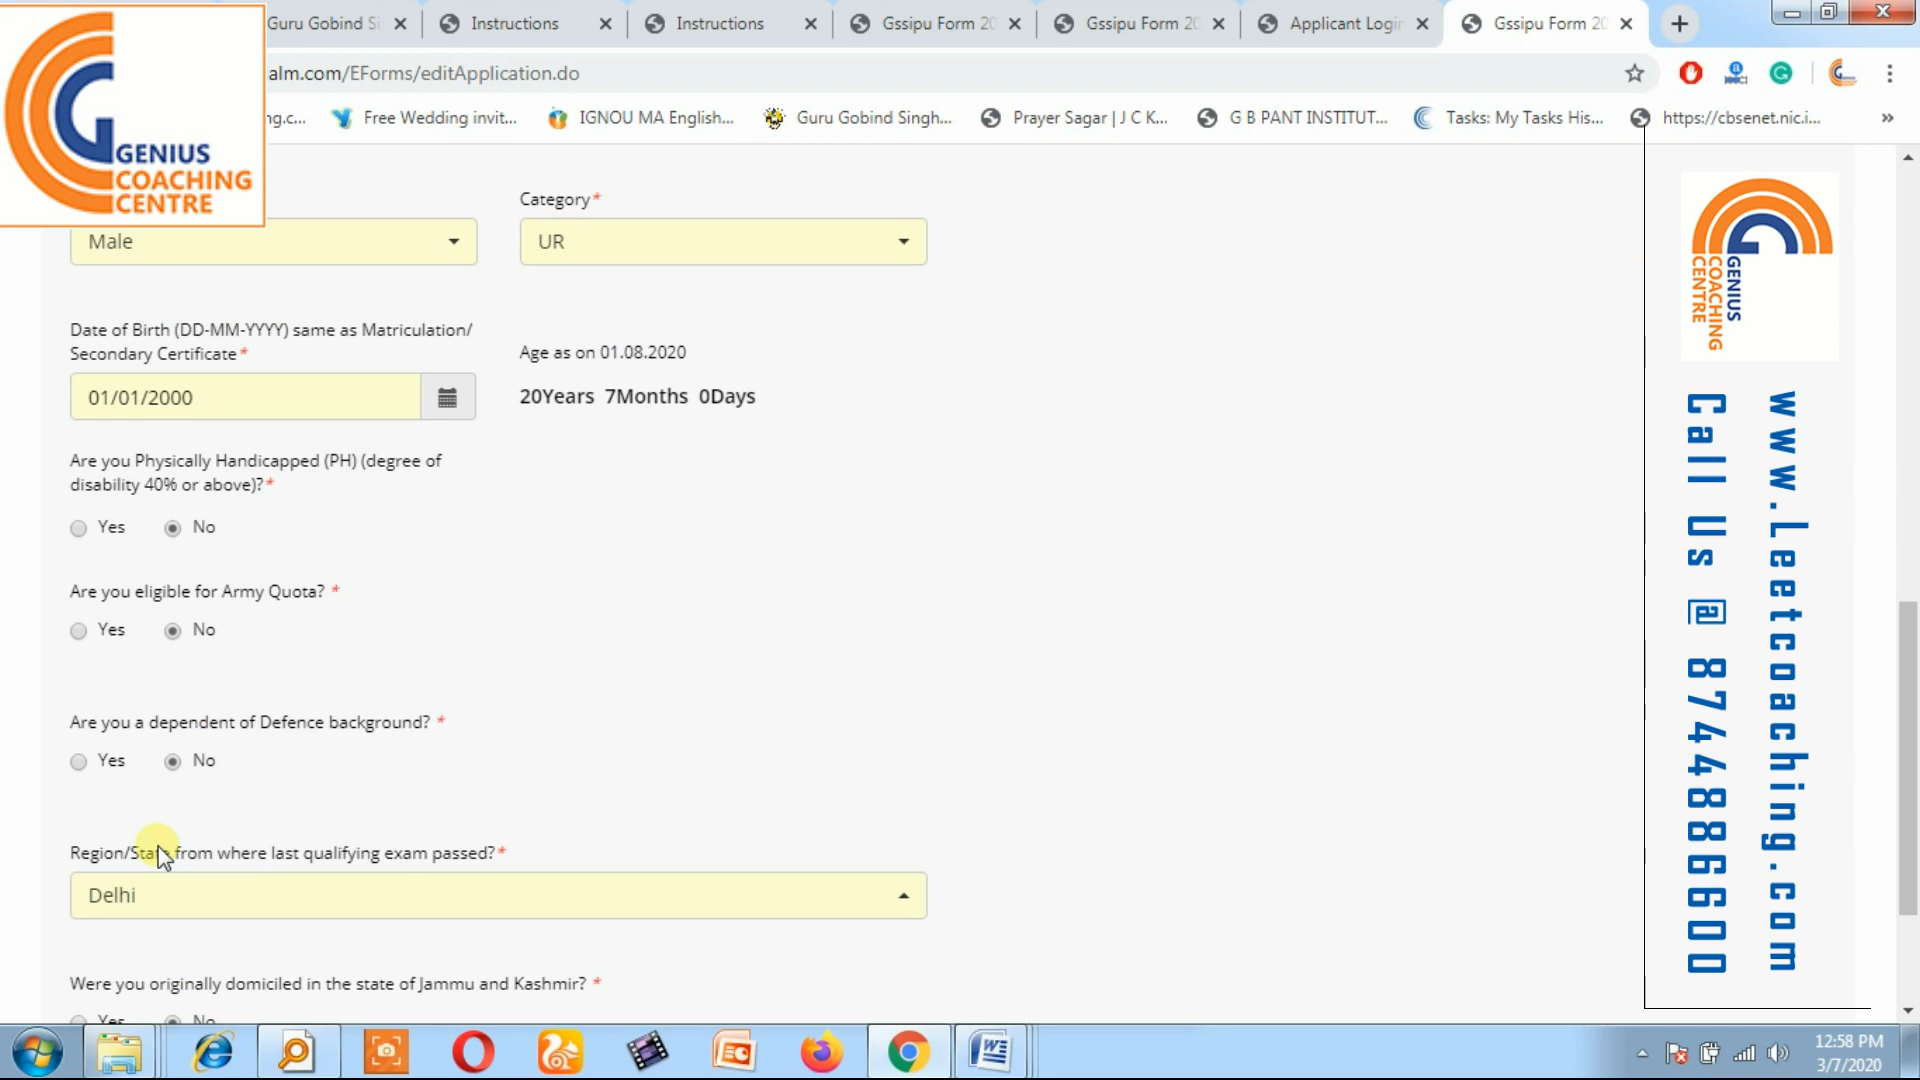 Guru Gobind Si
Instructions
Instructions
Gssipu Form 20
Gssipu Form 20
Applicant Login
Gssipu Form 20
alm.com/EForms/editApplication.do
ng.c...
Free Wedding invit...
IGNOU MA English...
Guru Gobind Singh...
Prayer Sagar | J C K...
G B PANT INSTITUT...
Tasks: My Tasks His...
https://cbsenet.nic.i...
»
GENIUS
COACHING
CENTRE
Category*
Male
UR
Date of Birth (DD-MM-YYYY) same as Matriculation/
Secondary Certificate*
Age as on 01.08.2020
01/01/2000
20Years 7Months 0Days
Are you Physically Handicapped (PH) (degree of
disability 40% or above)?*
Yes No
Are you eligible for Army Quota? *
Yes No
Are you a dependent of Defence background? *
Yes No
Region/State from where last qualifying exam passed?*
Delhi
Were you originally domiciled in the state of Jammu and Kashmir? *
Yes No
GENIUS
COACHING
CENTRE
www.Leetcoaching.com
Call Us @ 8744886600
12:58 PM
3/7/2020